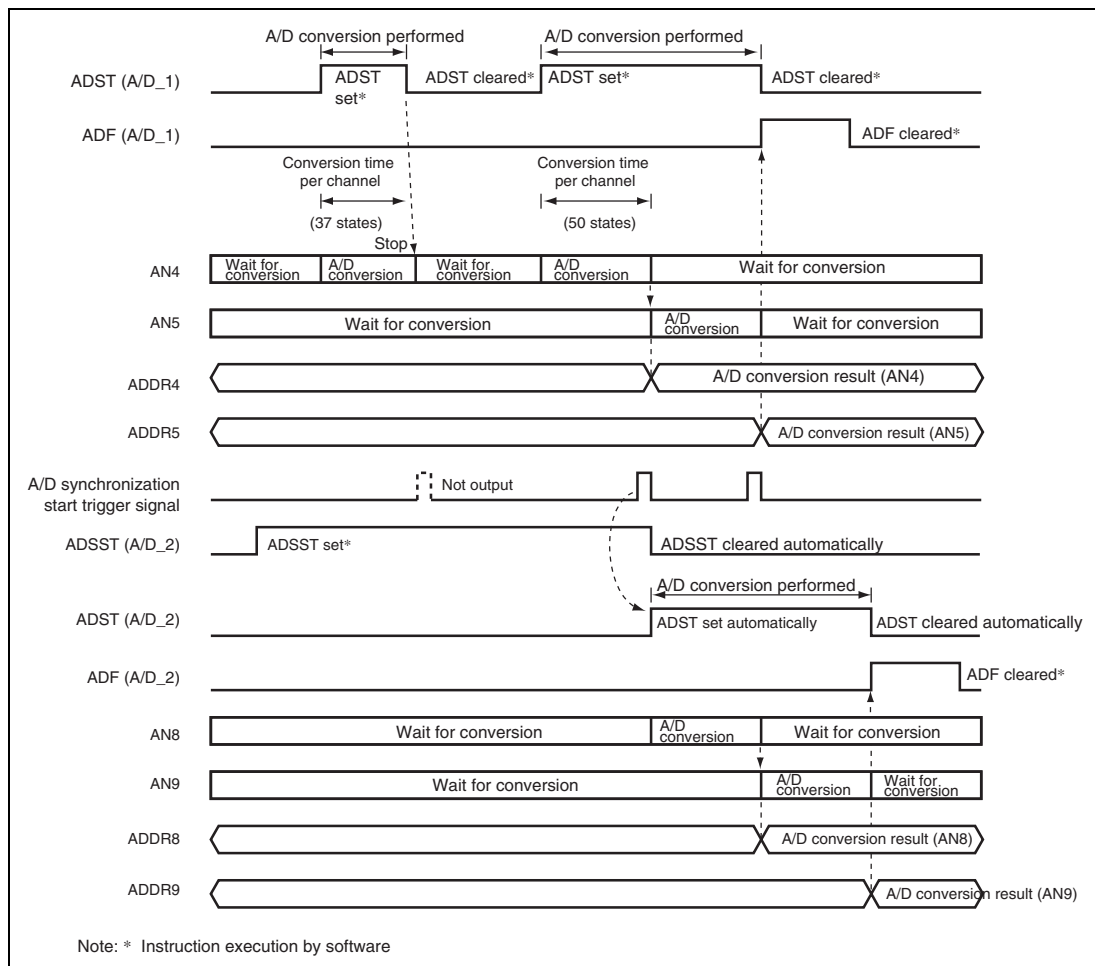 A/D conversion performed
A/D conversion performed
ADST (A/D_1)
ADST set*
ADST cleared*
ADST set*
ADST cleared*
ADF (A/D_1)
ADF cleared*
Conversion time per channel
Conversion time per channel
(37 states)
(50 states)
Stop
AN4
Wait for conversion
A/D conversion
Wait for conversion
A/D conversion
Wait for conversion
AN5
Wait for conversion
A/D conversion
Wait for conversion
ADDR4
A/D conversion result (AN4)
ADDR5
A/D conversion result (AN5)
A/D synchronization start trigger signal
Not output
ADSST (A/D_2)
ADSST set*
ADSST cleared automatically
A/D conversion performed
ADST (A/D_2)
ADST set automatically
ADST cleared automatically
ADF (A/D_2)
ADF cleared*
AN8
Wait for conversion
A/D conversion
Wait for conversion
AN9
Wait for conversion
A/D conversion
Wait for conversion
ADDR8
A/D conversion result (AN8)
ADDR9
A/D conversion result (AN9)
Note: * Instruction execution by software